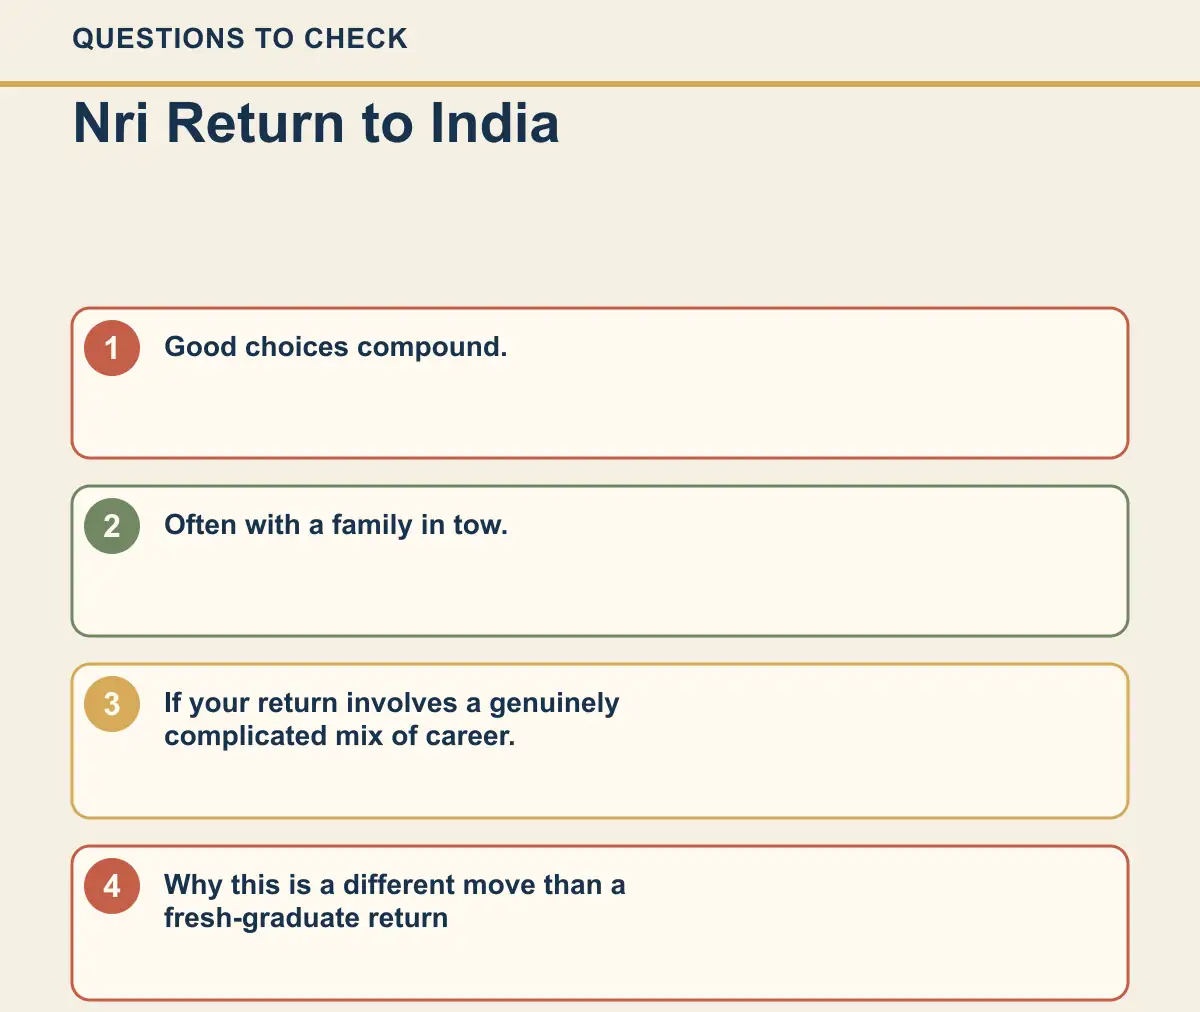 QUESTIONS TO CHECK
Nri Return to India
1 Good choices compound.
2 Often with a family in tow.
3 If your return involves a genuinely
complicated mix of career.
4 Why this is a different move than a
fresh-graduate return